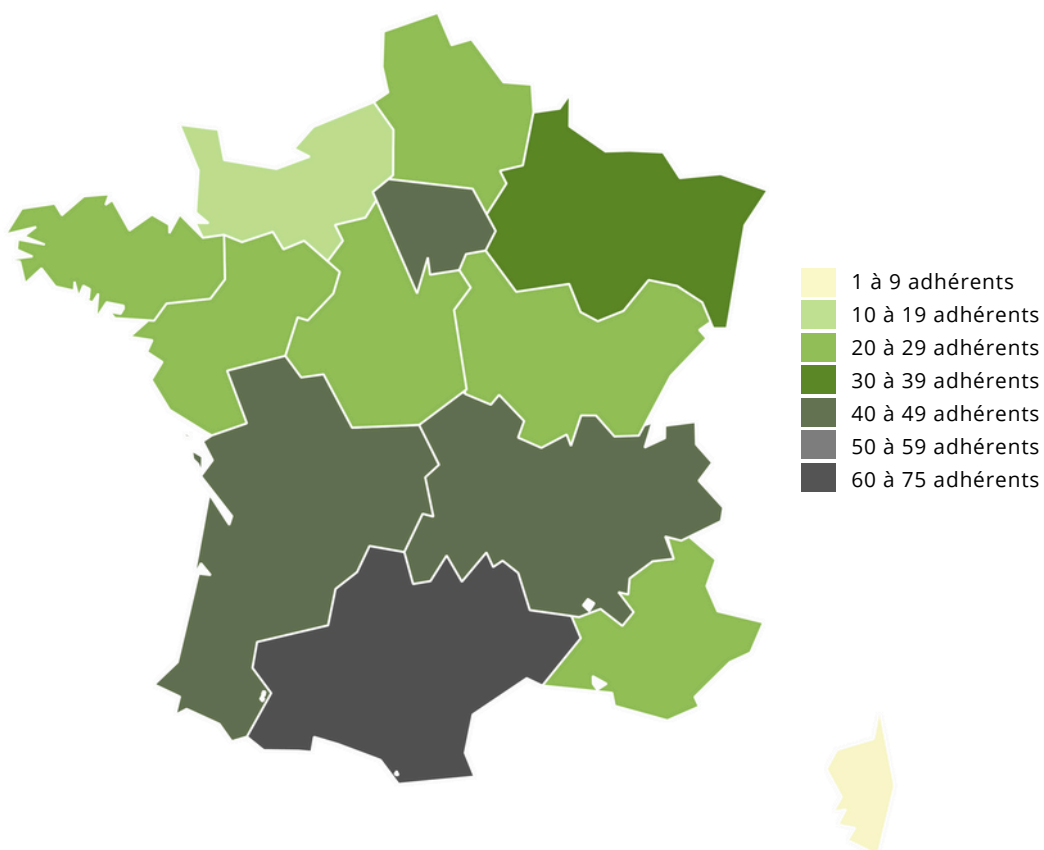 1 à 9 adhérents
10 à 19 adhérents
20 à 29 adhérents
30 à 39 adhérents
40 à 49 adhérents
50 à 59 adhérents
60 à 75 adhérents